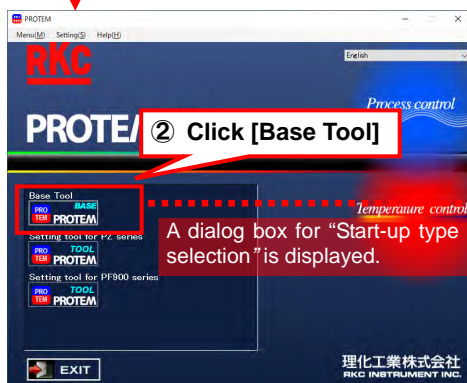 PROTEM
Menu(M) Setting(S) Help(H)
RKC
English
Process control
PROTEM
② Click [Base Tool]
Base Tool
PRO TEM BASE PROTEM
Temperaure control
A dialog box for “Start-up type
selection”is displayed.
Setting tool for PZ series
PRO TEM TOOL PROTEM
Setting tool for PF900 series
PRO TEM TOOL PROTEM
EXIT
理化工業株式会社
RKC INSTRUMENT INC.